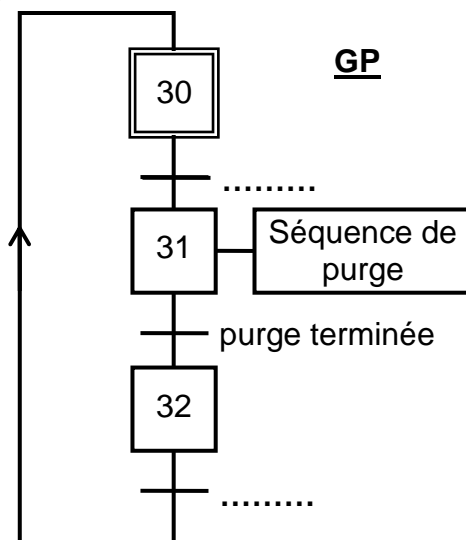 GP
30
.........
31
Séquence de
purge
purge terminée
32
.........